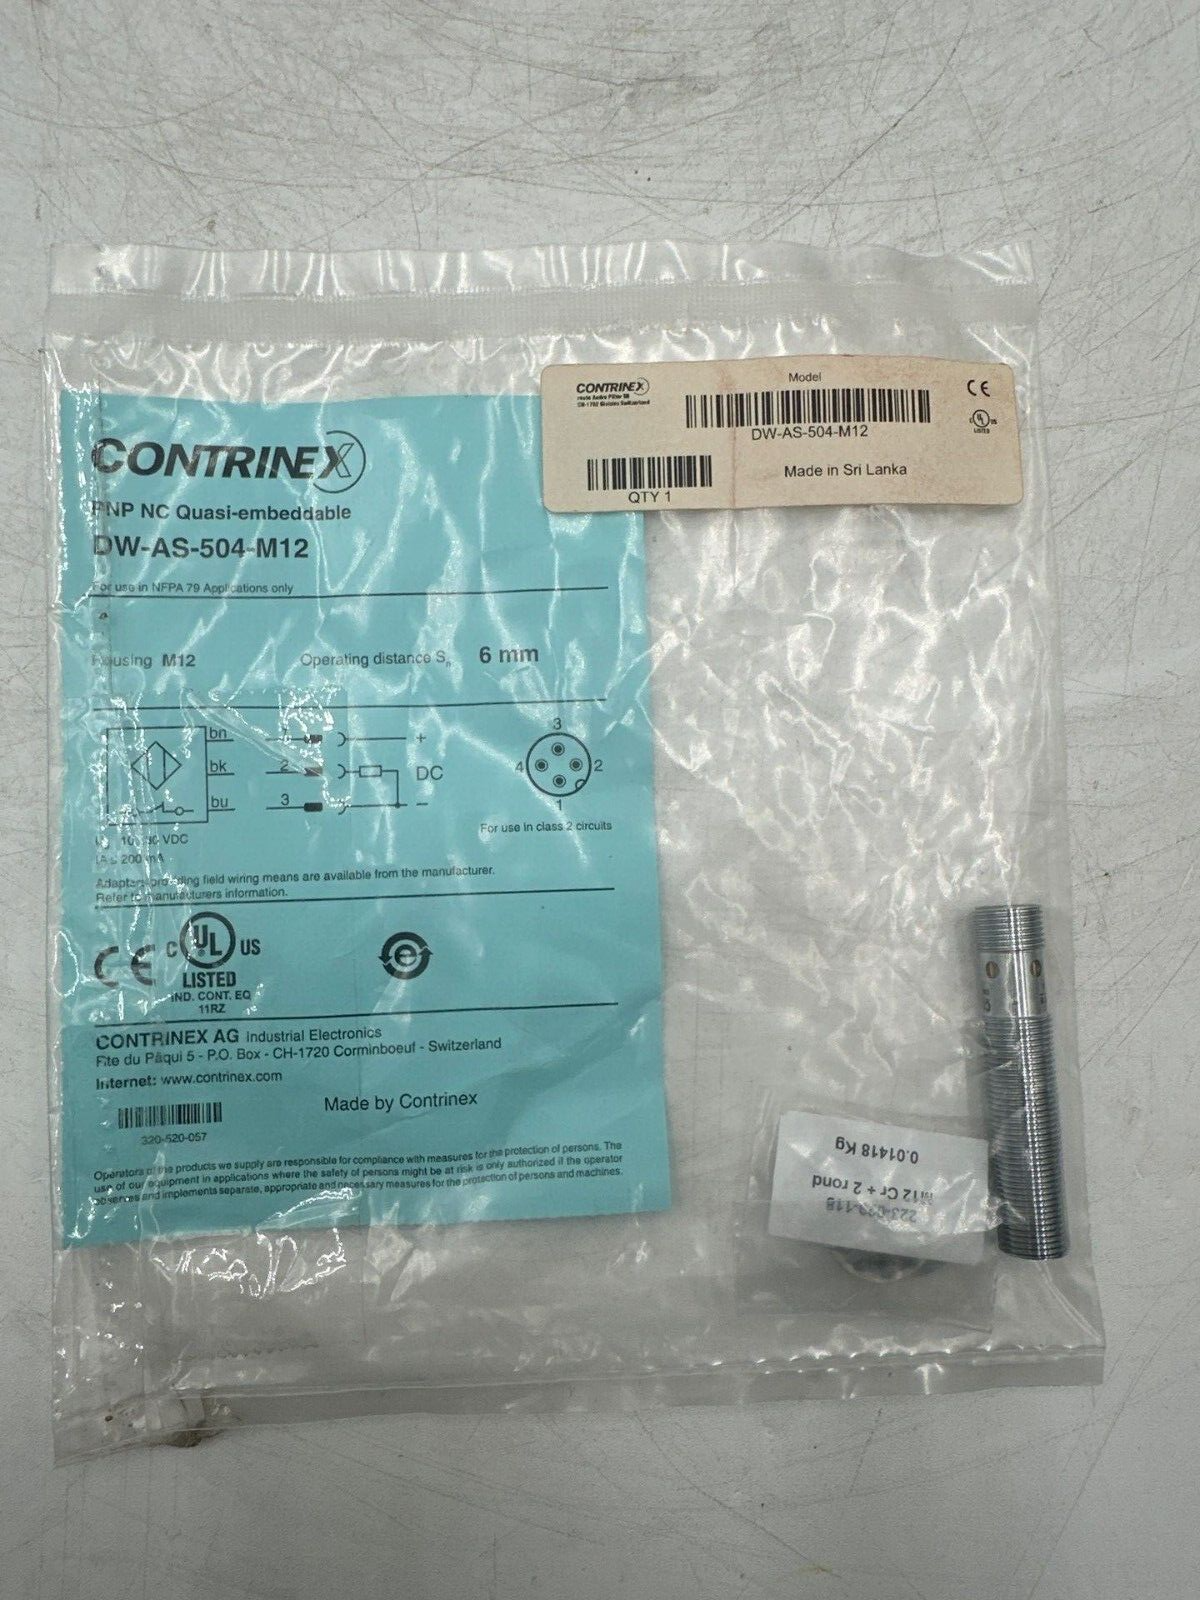 CONTRINEX
Model
CE
DW-AS-504-M12
C UL US
LISTED
QTY 1
Made in Sri Lanka
CONTRINEX
PNP NC Quasi-embeddable
DW-AS-504-M12
For use in NFPA 79 Applications only
Housing M12 Operating distance Sn 6 mm
bn 1 +
bk 2 DC
bu 3 −
3
4 2
1
For use in class 2 circuits
VDC
200 mA
field wiring means are available from the manufacturer.
Refer to manufacturers information.
CE C UL US
LISTED
IND. CONT. EQ
11RZ
e
CONTRINEX AG Industrial Electronics
Rte du Pâqui 5 - P.O. Box - CH-1720 Corminboeuf - Switzerland
Internet: www.contrinex.com
Made by Contrinex
320-520-057
Operators of the products we supply are responsible for compliance with measures for the protection of persons. The
use of our equipment in applications where the safety of persons might be at risk is only authorized if the operator
observes and implements separate, appropriate and necessary measures for the protection of persons and machines.
M12 Cr + 2 rond
0.01418 Kg